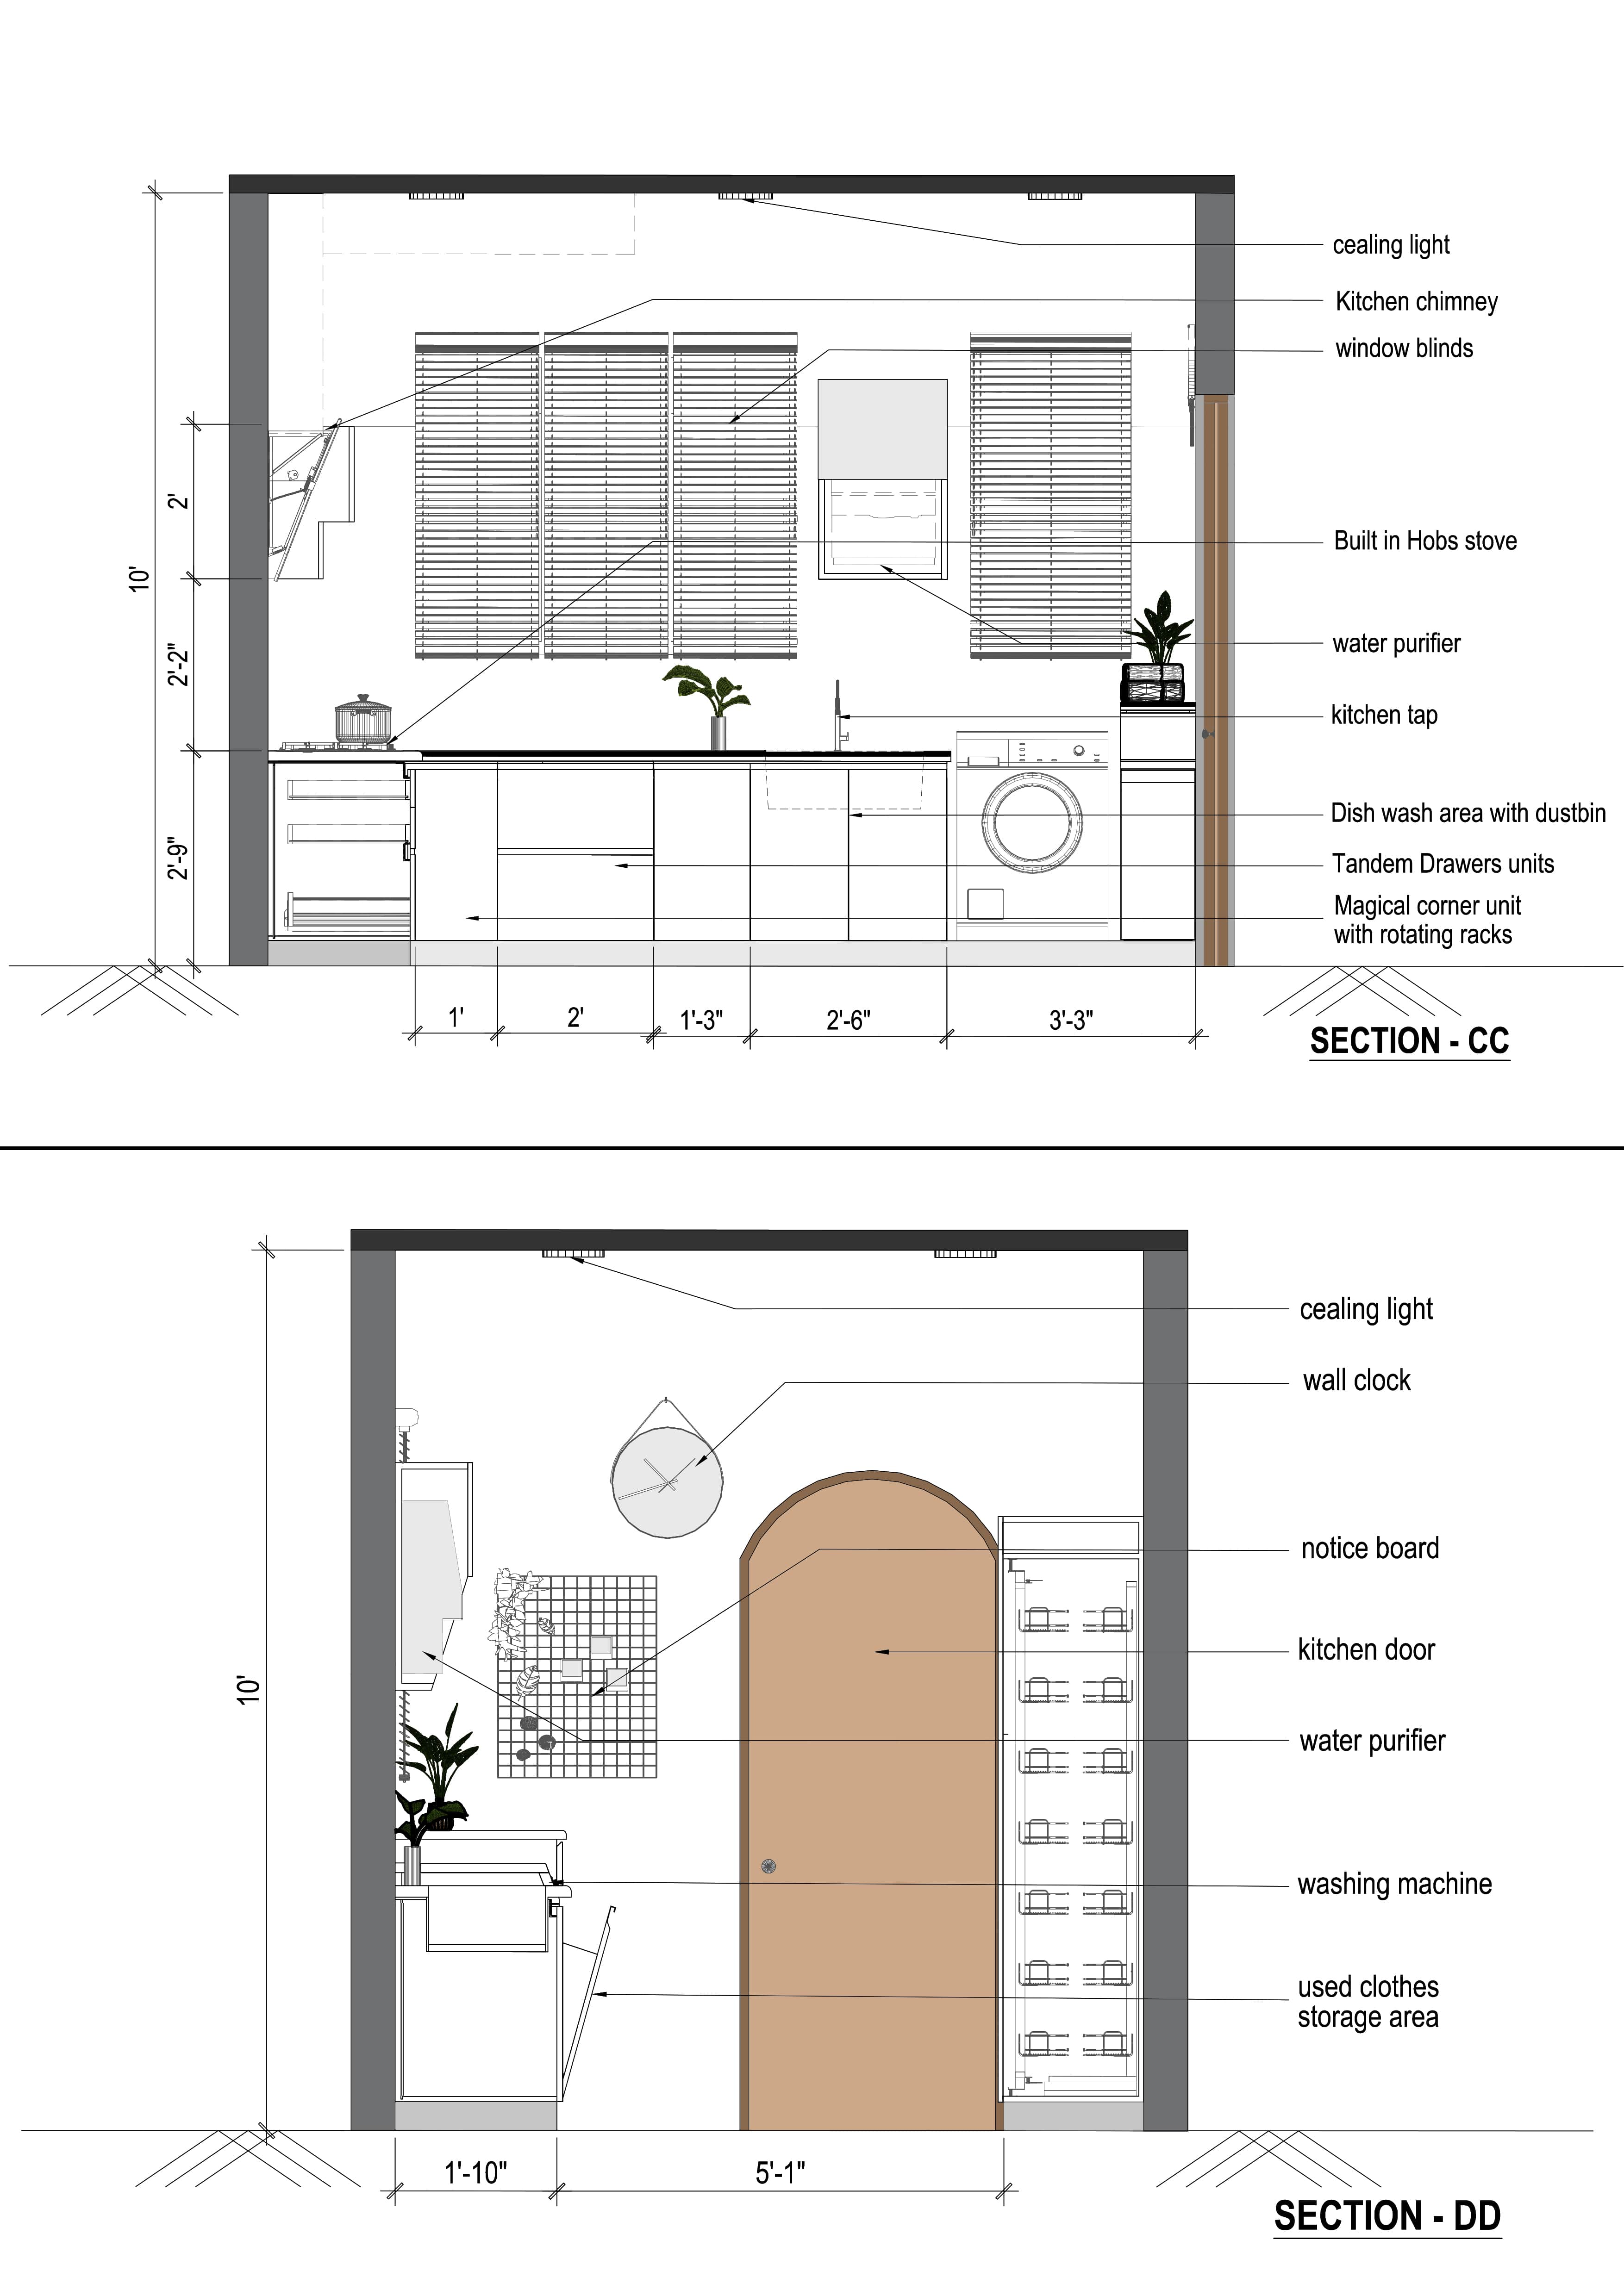 cealing light
Kitchen chimney
window blinds
Built in Hobs stove
water purifier
kitchen tap
Dish wash area with dustbin
Tandem Drawers units
Magical corner unit
with rotating racks
10'
2'
2'-2"
2'-9"
1'
2'
1'-3"
2'-6"
3'-3"
SECTION - CC
cealing light
wall clock
notice board
kitchen door
water purifier
washing machine
used clothes
storage area
10'
1'-10"
5'-1"
SECTION - DD